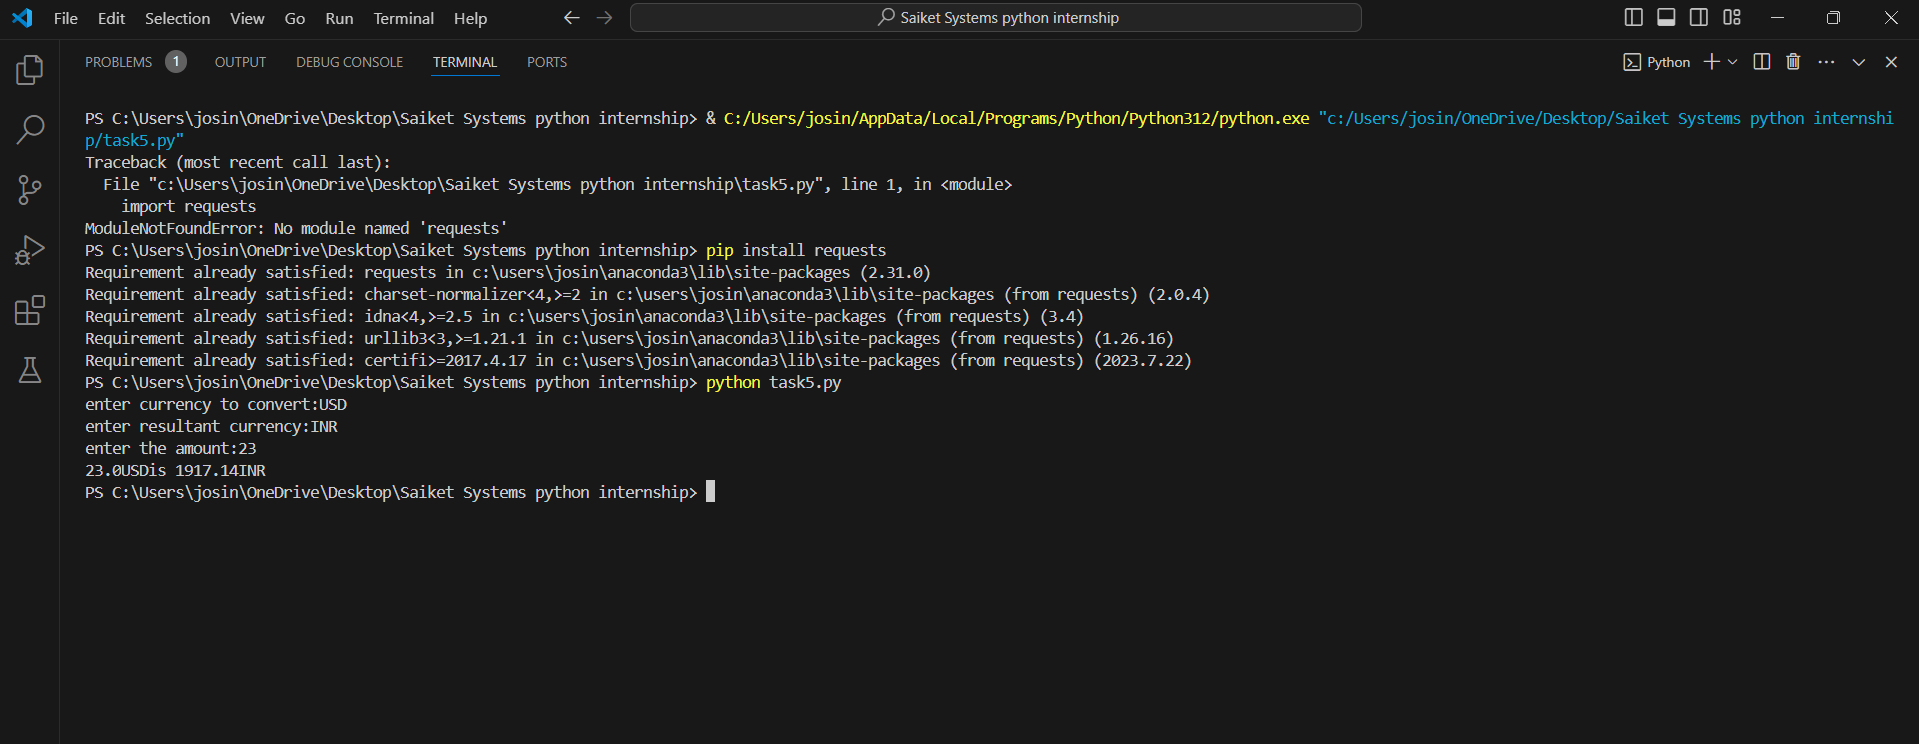 File Edit Selection View Go Run Terminal Help
Saiket Systems python internship
PROBLEMS 1 OUTPUT DEBUG CONSOLE TERMINAL PORTS
Python
PS C:\Users\josin\OneDrive\Desktop\Saiket Systems python internship> & C:/Users/josin/AppData/Local/Programs/Python/Python312/python.exe "c:/Users/josin/OneDrive/Desktop/Saiket Systems python internshi
p/task5.py"
Traceback (most recent call last):
  File "c:\Users\josin\OneDrive\Desktop\Saiket Systems python internship\task5.py", line 1, in <module>
    import requests
ModuleNotFoundError: No module named 'requests'
PS C:\Users\josin\OneDrive\Desktop\Saiket Systems python internship> pip install requests
Requirement already satisfied: requests in c:\users\josin\anaconda3\lib\site-packages (2.31.0)
Requirement already satisfied: charset-normalizer<4,>=2 in c:\users\josin\anaconda3\lib\site-packages (from requests) (2.0.4)
Requirement already satisfied: idna<4,>=2.5 in c:\users\josin\anaconda3\lib\site-packages (from requests) (3.4)
Requirement already satisfied: urllib3<3,>=1.21.1 in c:\users\josin\anaconda3\lib\site-packages (from requests) (1.26.16)
Requirement already satisfied: certifi>=2017.4.17 in c:\users\josin\anaconda3\lib\site-packages (from requests) (2023.7.22)
PS C:\Users\josin\OneDrive\Desktop\Saiket Systems python internship> python task5.py
enter currency to convert:USD
enter resultant currency:INR
enter the amount:23
23.0USDis 1917.14INR
PS C:\Users\josin\OneDrive\Desktop\Saiket Systems python internship>